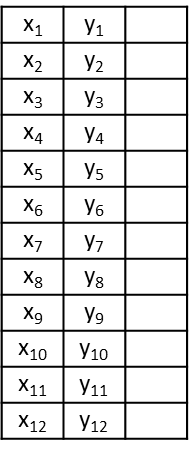 x₁ y₁
x₂ y₂
x₃ y₃
x₄ y₄
x₅ y₅
x₆ y₆
x₇ y₇
x₈ y₈
x₉ y₉
x₁₀ y₁₀
x₁₁ y₁₁
x₁₂ y₁₂